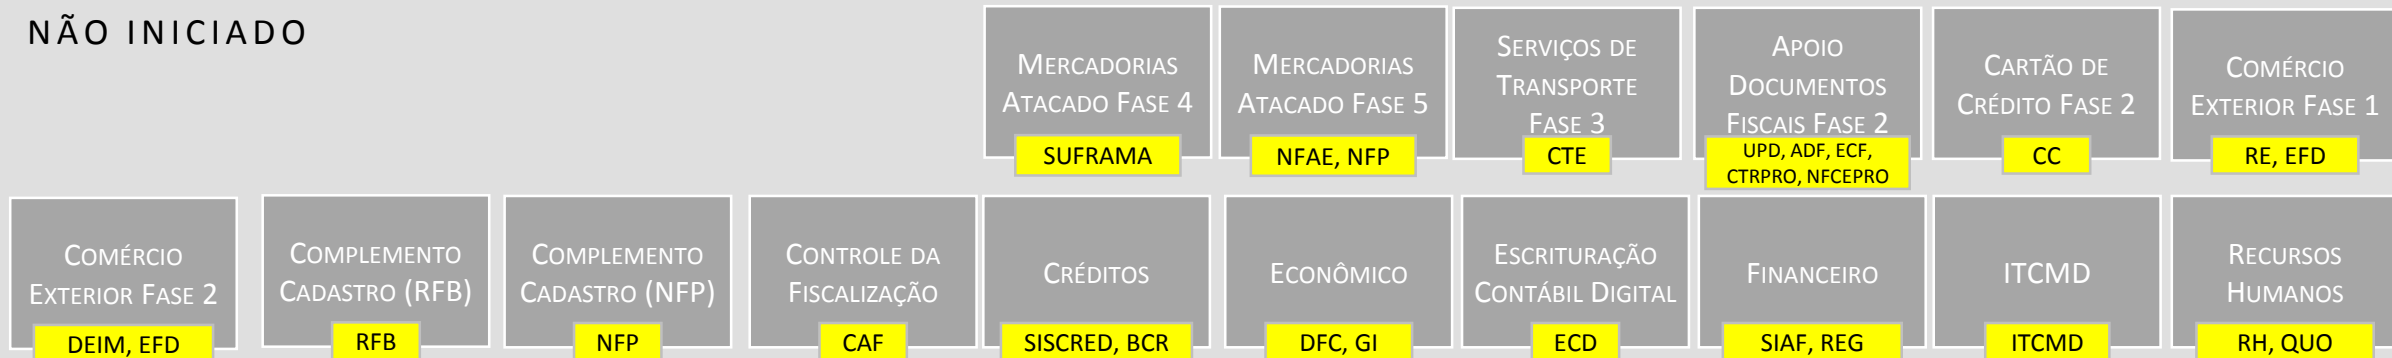 NÃO INICIADO
MERCADORIAS
ATACADO FASE 4
SUFRAMA
MERCADORIAS
ATACADO FASE 5
NFAE, NFP
SERVIÇOS DE
TRANSPORTE
FASE 3
CTE
APOIO
DOCUMENTOS
FISCAIS FASE 2
UPD, ADF, ECF,
CTRPRO, NFCEPRO
CARTÃO DE
CRÉDITO FASE 2
CC
COMÉRCIO
EXTERIOR FASE 1
RE, EFD
COMÉRCIO
EXTERIOR FASE 2
DEIM, EFD
COMPLEMENTO
CADASTRO (RFB)
RFB
COMPLEMENTO
CADASTRO (NFP)
NFP
CONTROLE DA
FISCALIZAÇÃO
CAF
CRÉDITOS
SISCRED, BCR
ECONÔMICO
DFC, GI
ESCRITURAÇÃO
CONTÁBIL DIGITAL
ECD
FINANCEIRO
SIAF, REG
ITCMD
ITCMD
RECURSOS
HUMANOS
RH, QUO